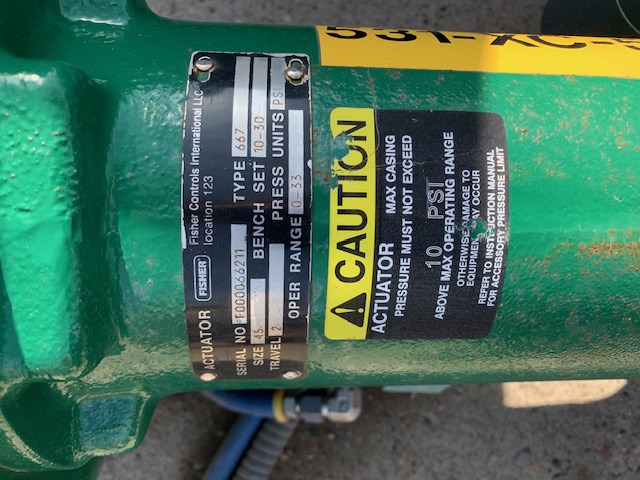 Fisher Controls International LLC
location 123
FISHER
ACTUATOR
SERIAL NO F000066211 TYPE 667
SIZE 45 BENCH SET 10-30
TRAVEL 2 PRESS UNITS PSI
OPER RANGE 0-33
CAUTION
ACTUATOR MAX CASING
PRESSURE MUST NOT EXCEED
10 PSI
ABOVE MAX OPERATING RANGE
OTHERWISE DAMAGE TO
EQUIPMENT MAY OCCUR
REFER TO INSTRUCTION MANUAL
FOR ACCESSORY PRESSURE LIMIT